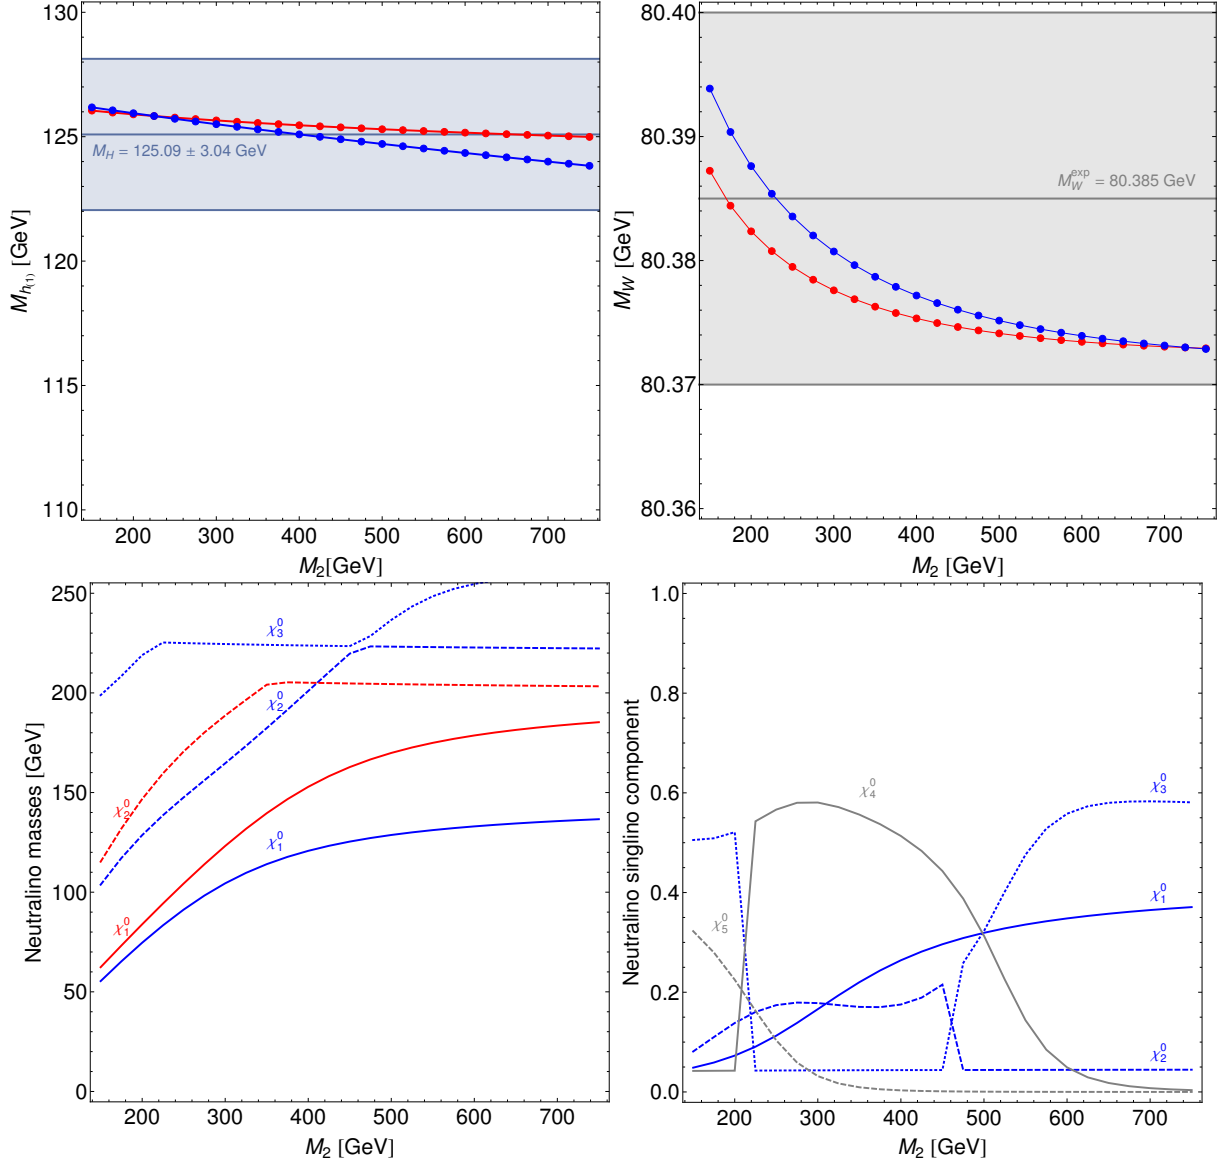 130
125
120
115
110
M_{h_{(1)}} [GeV]
M_H = 125.09 ± 3.04 GeV
200 300 400 500 600 700
M_2[GeV]
80.40
80.39
80.38
80.37
80.36
M_W [GeV]
M_W^{exp} = 80.385 GeV
200 300 400 500 600 700
M_2 [GeV]
250
200
150
100
50
0
Neutralino masses [GeV]
χ_3^0
χ_2^0
χ_2^0
χ_1^0
χ_1^0
200 300 400 500 600 700
M_2 [GeV]
1.0
0.8
0.6
0.4
0.2
0.0
Neutralino singlino component
χ_4^0
χ_3^0
χ_5^0
χ_1^0
χ_2^0
200 300 400 500 600 700
M_2 [GeV]